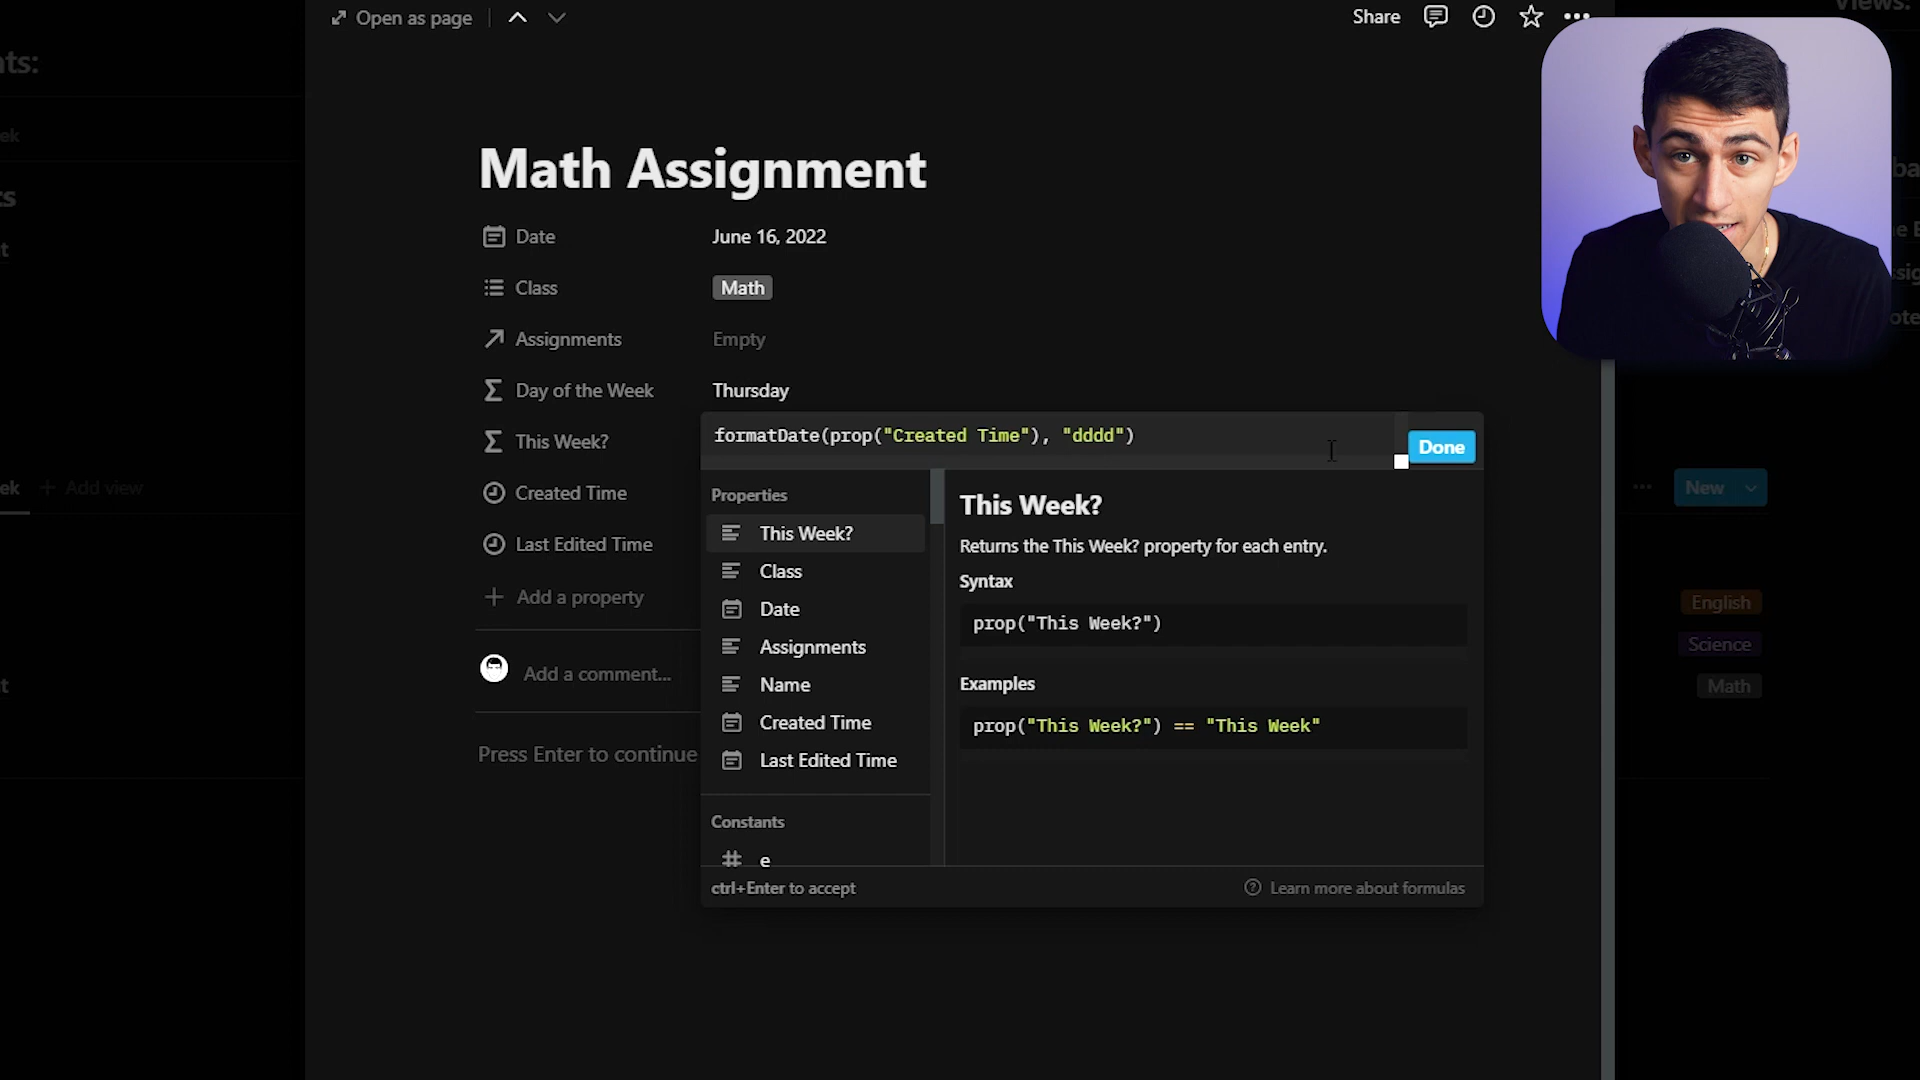 Open as page
Share
Views:
Math Assignment
Date
June 16, 2022
Class
Math
Assignments
Empty
Day of the Week
Thursday
This Week?
formatDate(prop("Created Time"), "dddd")
Done
Created Time
Last Edited Time
Add a property
Add a comment...
Press Enter to continue
Properties
This Week?
Class
Date
Assignments
Name
Created Time
Last Edited Time
Constants
e
This Week?
Returns the This Week? property for each entry.
Syntax
prop("This Week?")
Examples
prop("This Week?") == "This Week"
ctrl+Enter to accept
Learn more about formulas
Add view
New
English
Science
Math